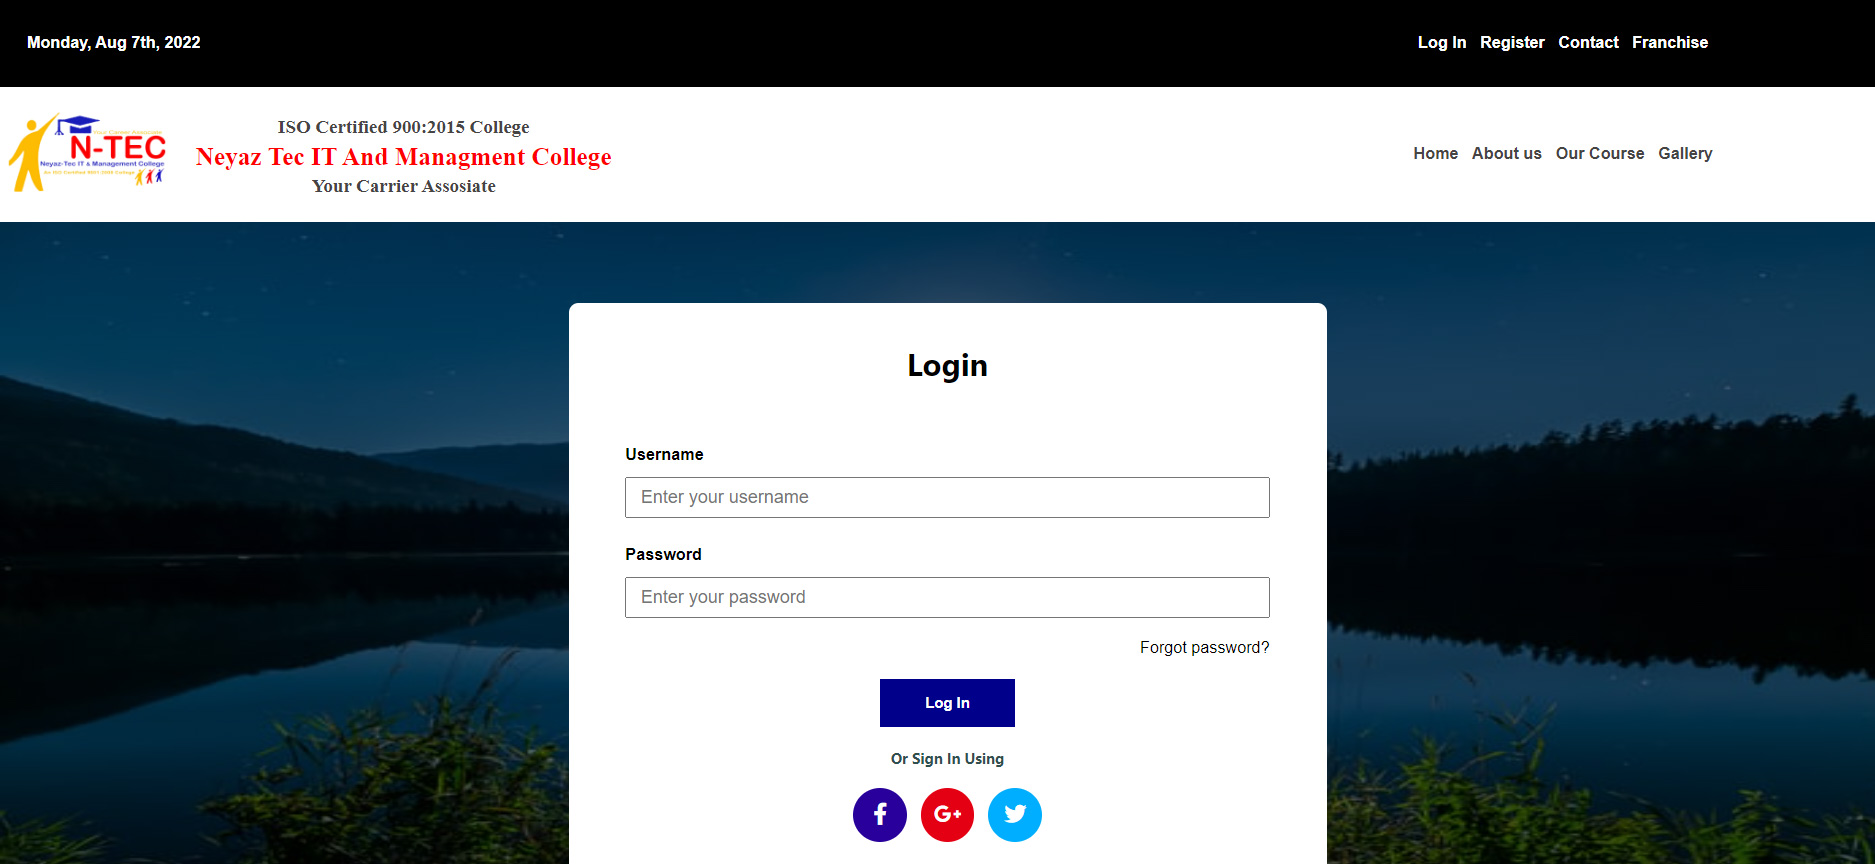 Monday, Aug 7th, 2022
Log In Register Contact Franchise
N-TEC
Neyaz-Tec IT & Management College
ISO Certified 900:2015 College
Neyaz Tec IT And Managment College
Your Carrier Assosiate
Home About us Our Course Gallery
Login
Username
Enter your username
Password
Enter your password
Forgot password?
Log In
Or Sign In Using